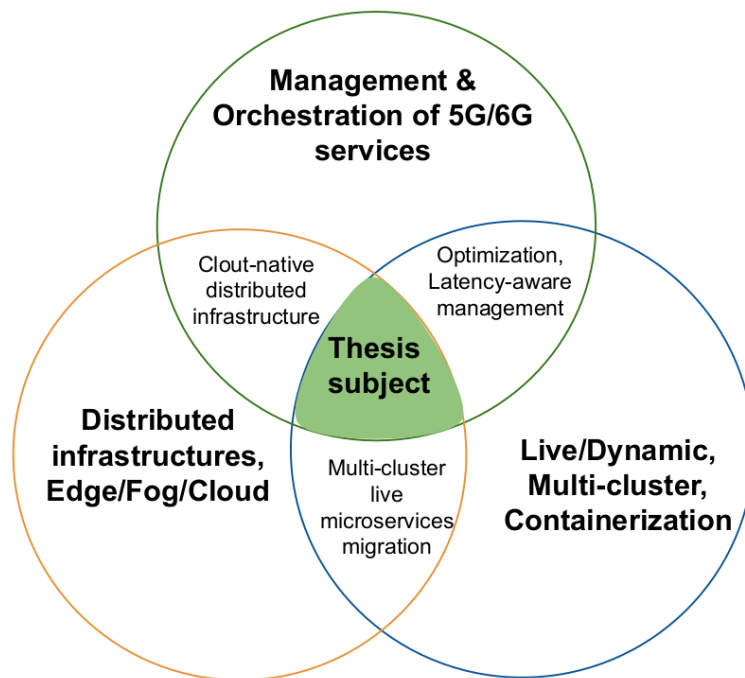 Management &
Orchestration of 5G/6G
services
Clout-native
distributed
infrastructure
Optimization,
Latency-aware
management
Thesis
subject
Distributed
infrastructures,
Edge/Fog/Cloud
Multi-cluster
live
microservices
migration
Live/Dynamic,
Multi-cluster,
Containerization